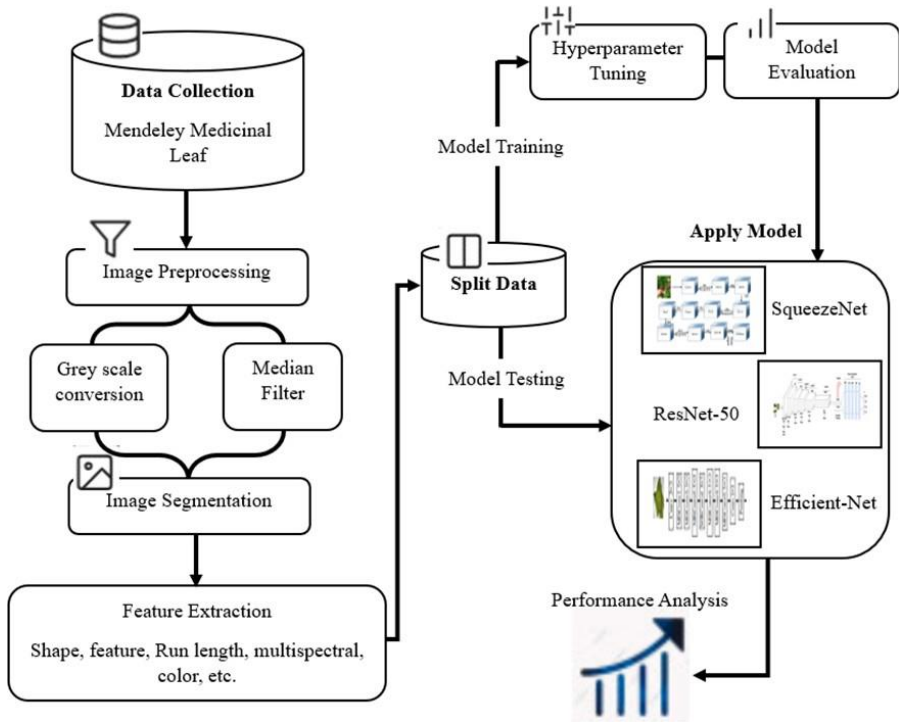 Data Collection
Mendeley Medicinal
Leaf
Image Preprocessing
Grey scale
conversion
Median
Filter
Image Segmentation
Feature Extraction
Shape, feature, Run length, multispectral,
color, etc.
Split Data
Model Training
Hyperparameter
Tuning
Model
Evaluation
Model Testing
Apply Model
SqueezeNet
ResNet-50
Efficient-Net
Performance Analysis